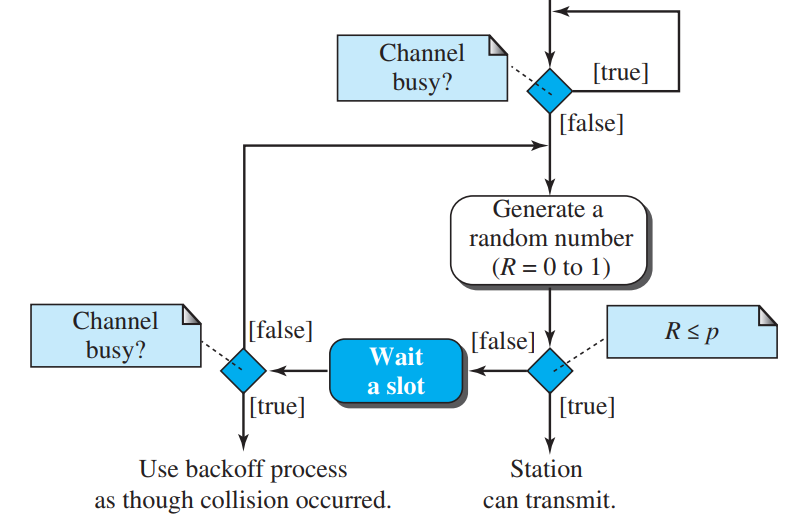 Channel
busy?
[true]
[false]
Generate a
random number
(R = 0 to 1)
Channel
busy?
[false]
Wait
a slot
[false]
R ≤ p
[true]
[true]
Use backoff process
as though collision occurred.
Station
can transmit.